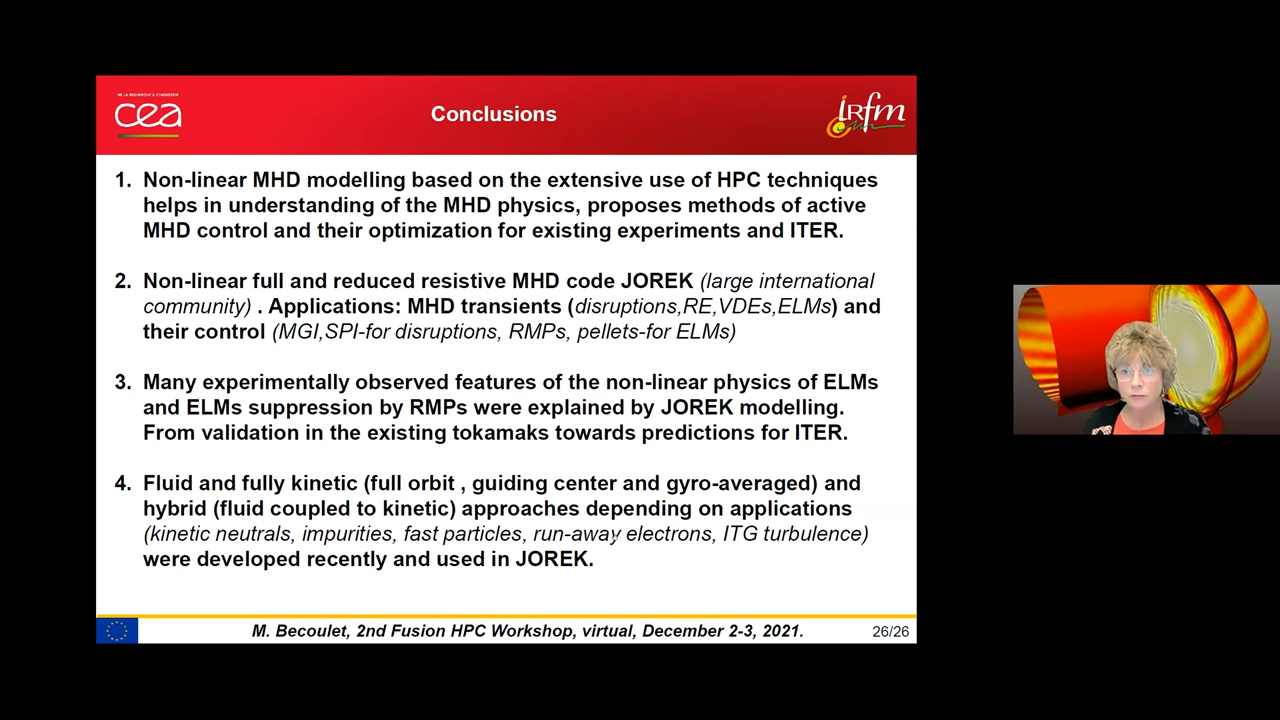 DE LA RECHERCHE À L'INDUSTRIE
cea
Conclusions
IRfm
1. Non-linear MHD modelling based on the extensive use of HPC techniques
helps in understanding of the MHD physics, proposes methods of active
MHD control and their optimization for existing experiments and ITER.
2. Non-linear full and reduced resistive MHD code JOREK (large international
community) . Applications: MHD transients (disruptions,RE,VDEs,ELMs) and
their control (MGI,SPI-for disruptions, RMPs, pellets-for ELMs)
3. Many experimentally observed features of the non-linear physics of ELMs
and ELMs suppression by RMPs were explained by JOREK modelling.
From validation in the existing tokamaks towards predictions for ITER.
4. Fluid and fully kinetic (full orbit , guiding center and gyro-averaged) and
hybrid (fluid coupled to kinetic) approaches depending on applications
(kinetic neutrals, impurities, fast particles, run-away electrons, ITG turbulence)
were developed recently and used in JOREK.
M. Becoulet, 2nd Fusion HPC Workshop, virtual, December 2-3, 2021.
26/26